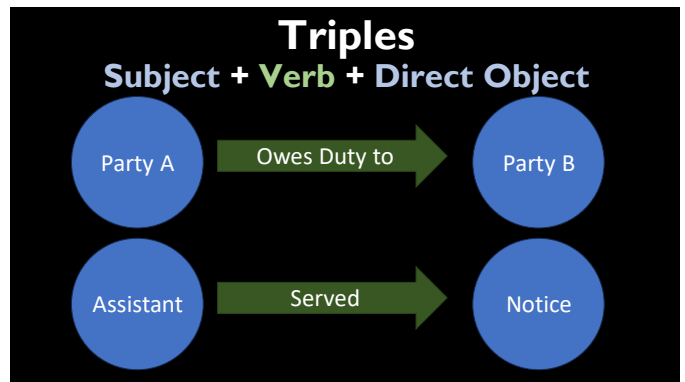 Triples
Subject + Verb + Direct Object
Party A
Owes Duty to
Party B
Assistant
Served
Notice